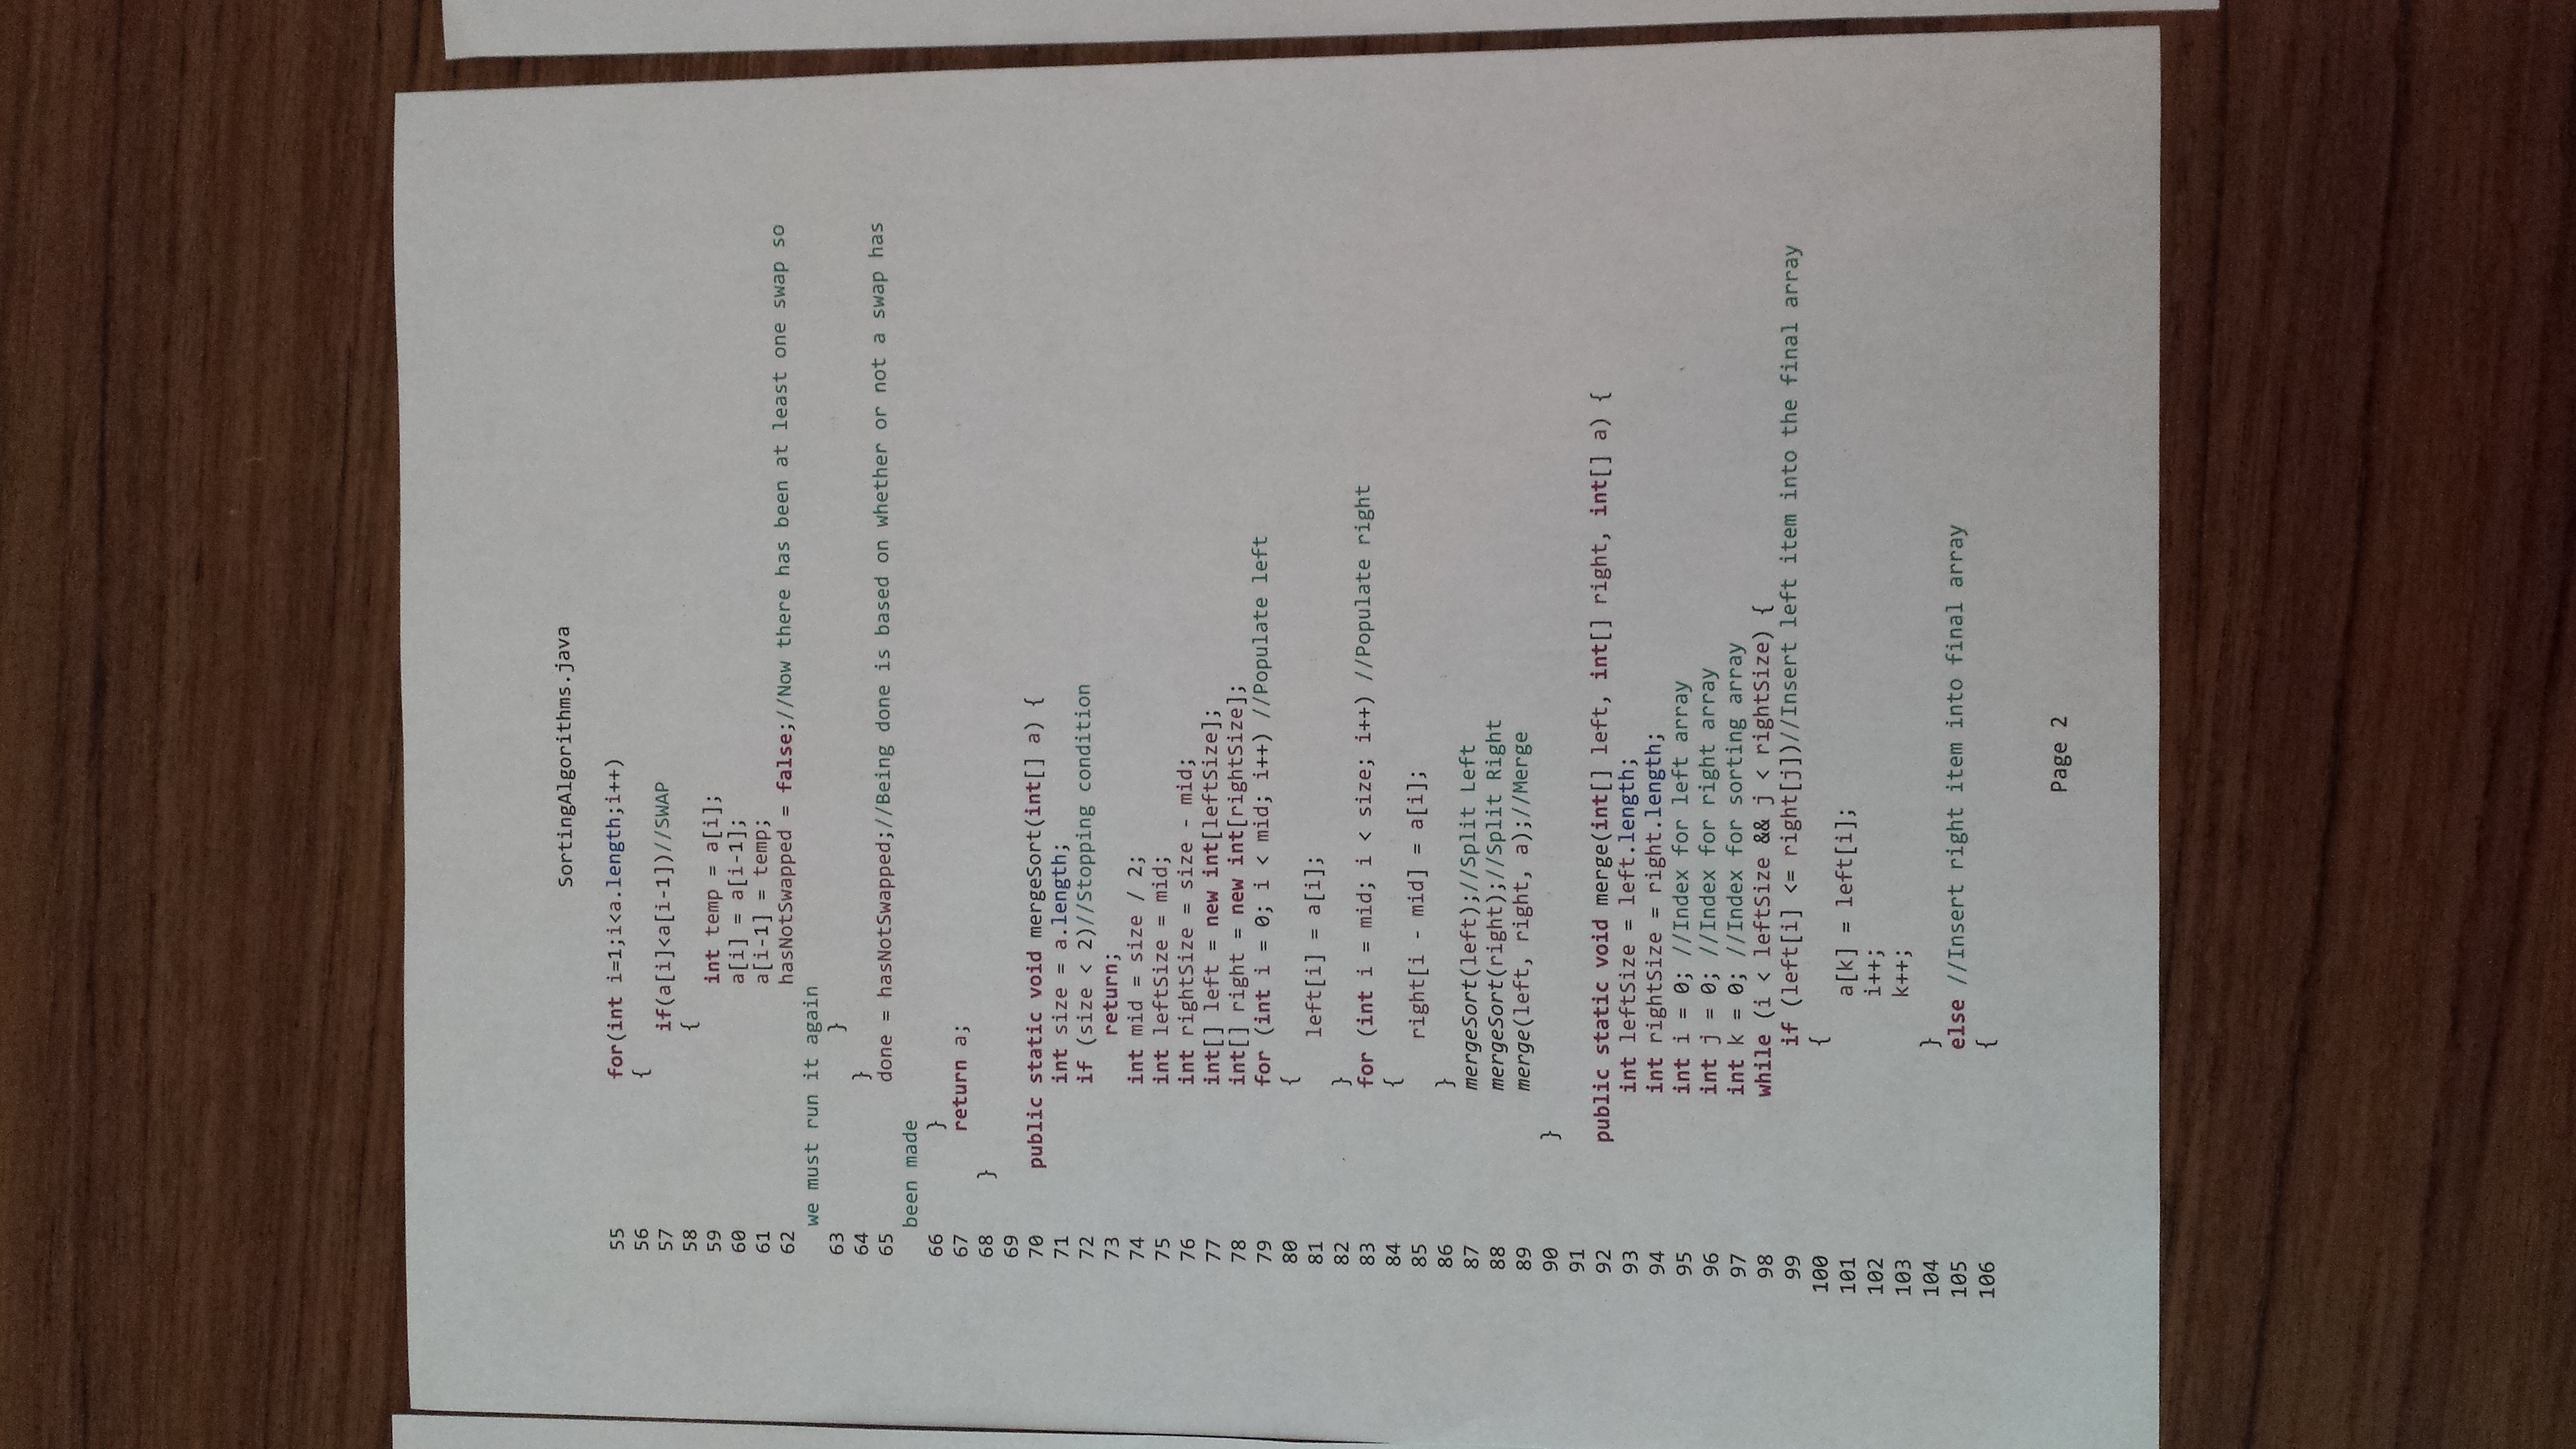 SortingAlgorithms.java
55 for(int i=1;i<a.length;i++)
56 {
57 if(a[i]<a[i-1])//SWAP
58 {
59 int temp = a[i];
60 a[i] = a[i-1];
61 a[i-1] = temp;
62 hasNotSwapped = false;//Now there has been at least one swap so
we must run it again
63 }
64 }
65 done = hasNotSwapped;//Being done is based on whether or not a swap has
been made
66 }
67 return a;
68 }
69
70 public static void mergeSort(int[] a) {
71 int size = a.length;
72 if (size < 2)//Stopping condition
73 return;
74 int mid = size / 2;
75 int leftSize = mid;
76 int rightSize = size - mid;
77 int[] left = new int[leftSize];
78 int[] right = new int[rightSize];
79 for (int i = 0; i < mid; i++) //Populate left
80 {
81 left[i] = a[i];
82 }
83 for (int i = mid; i < size; i++) //Populate right
84 {
85 right[i - mid] = a[i];
86 }
87 mergeSort(left);//Split Left
88 mergeSort(right);//Split Right
89 merge(left, right, a);//Merge
90 }
91
92 public static void merge(int[] left, int[] right, int[] a) {
93 int leftSize = left.length;
94 int rightSize = right.length;
95 int i = 0; //Index for left array
96 int j = 0; //Index for right array
97 int k = 0; //Index for sorting array
98 while (i < leftSize && j < rightSize) {
99 if (left[i] <= right[j])//Insert left item into the final array
100 {
101 a[k] = left[i];
102 i++;
103 k++;
104 }
105 else //Insert right item into final array
106 {
Page 2